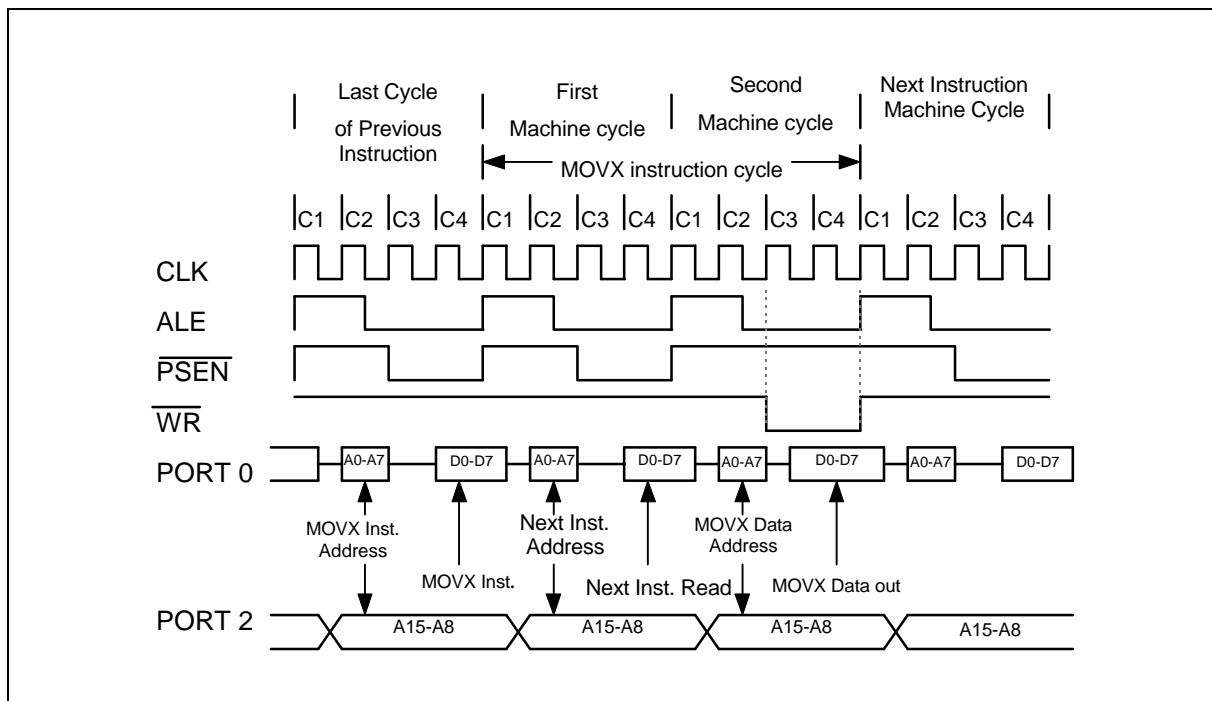 Last Cycle
of Previous
Instruction
First
Machine cycle
Second
Machine cycle
Next Instruction
Machine Cycle
MOVX instruction cycle
C1 C2 C3 C4 C1 C2 C3 C4 C1 C2 C3 C4 C1 C2 C3 C4
CLK
ALE
PSEN
WR
PORT 0
A0-A7 D0-D7 A0-A7 D0-D7 A0-A7 D0-D7 A0-A7 D0-D7
MOVX Inst.
Address
MOVX Inst.
Next Inst.
Address
Next Inst. Read
MOVX Data
Address
MOVX Data out
PORT 2
A15-A8 A15-A8 A15-A8 A15-A8